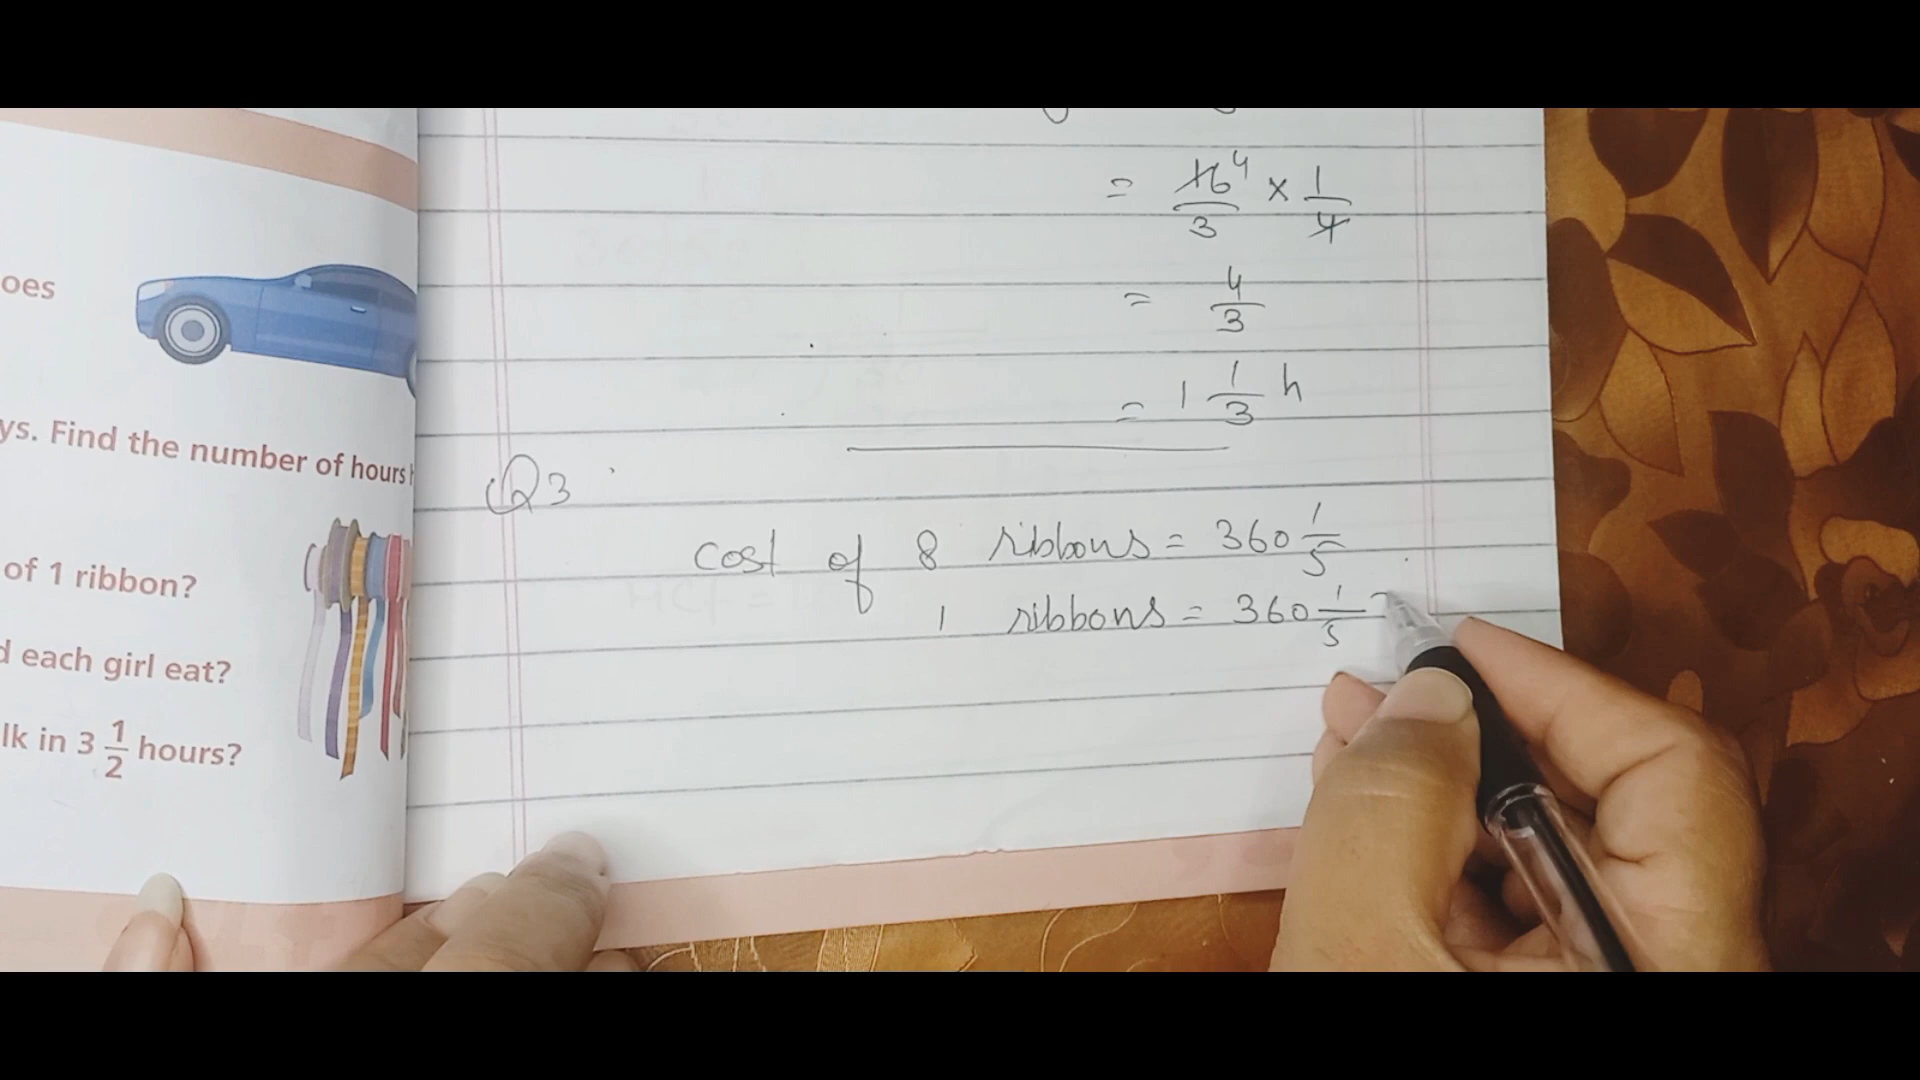 oes
ys. Find the number of hours
of 1 ribbon?
d each girl eat?
lk in 3 1/2 hours?
= 16 4/3 × 1/4
= 4/3
= 1 1/3 h
Q3
cost of 8 ribbons = 360 1/5
1 ribbons = 360 1/5